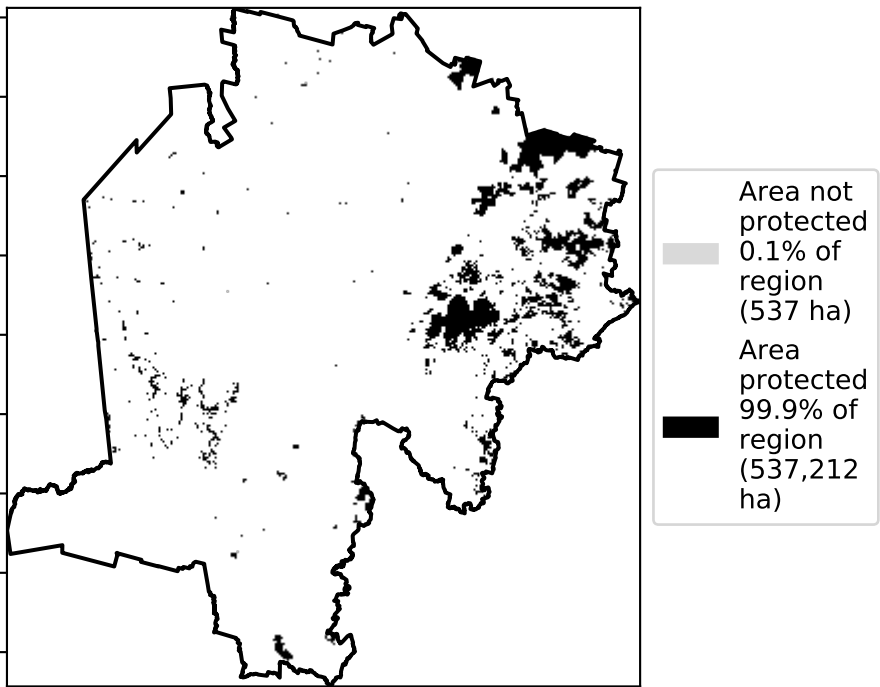 Area not
protected
0.1% of
region
(537 ha)
Area
protected
99.9% of
region
(537,212
ha)